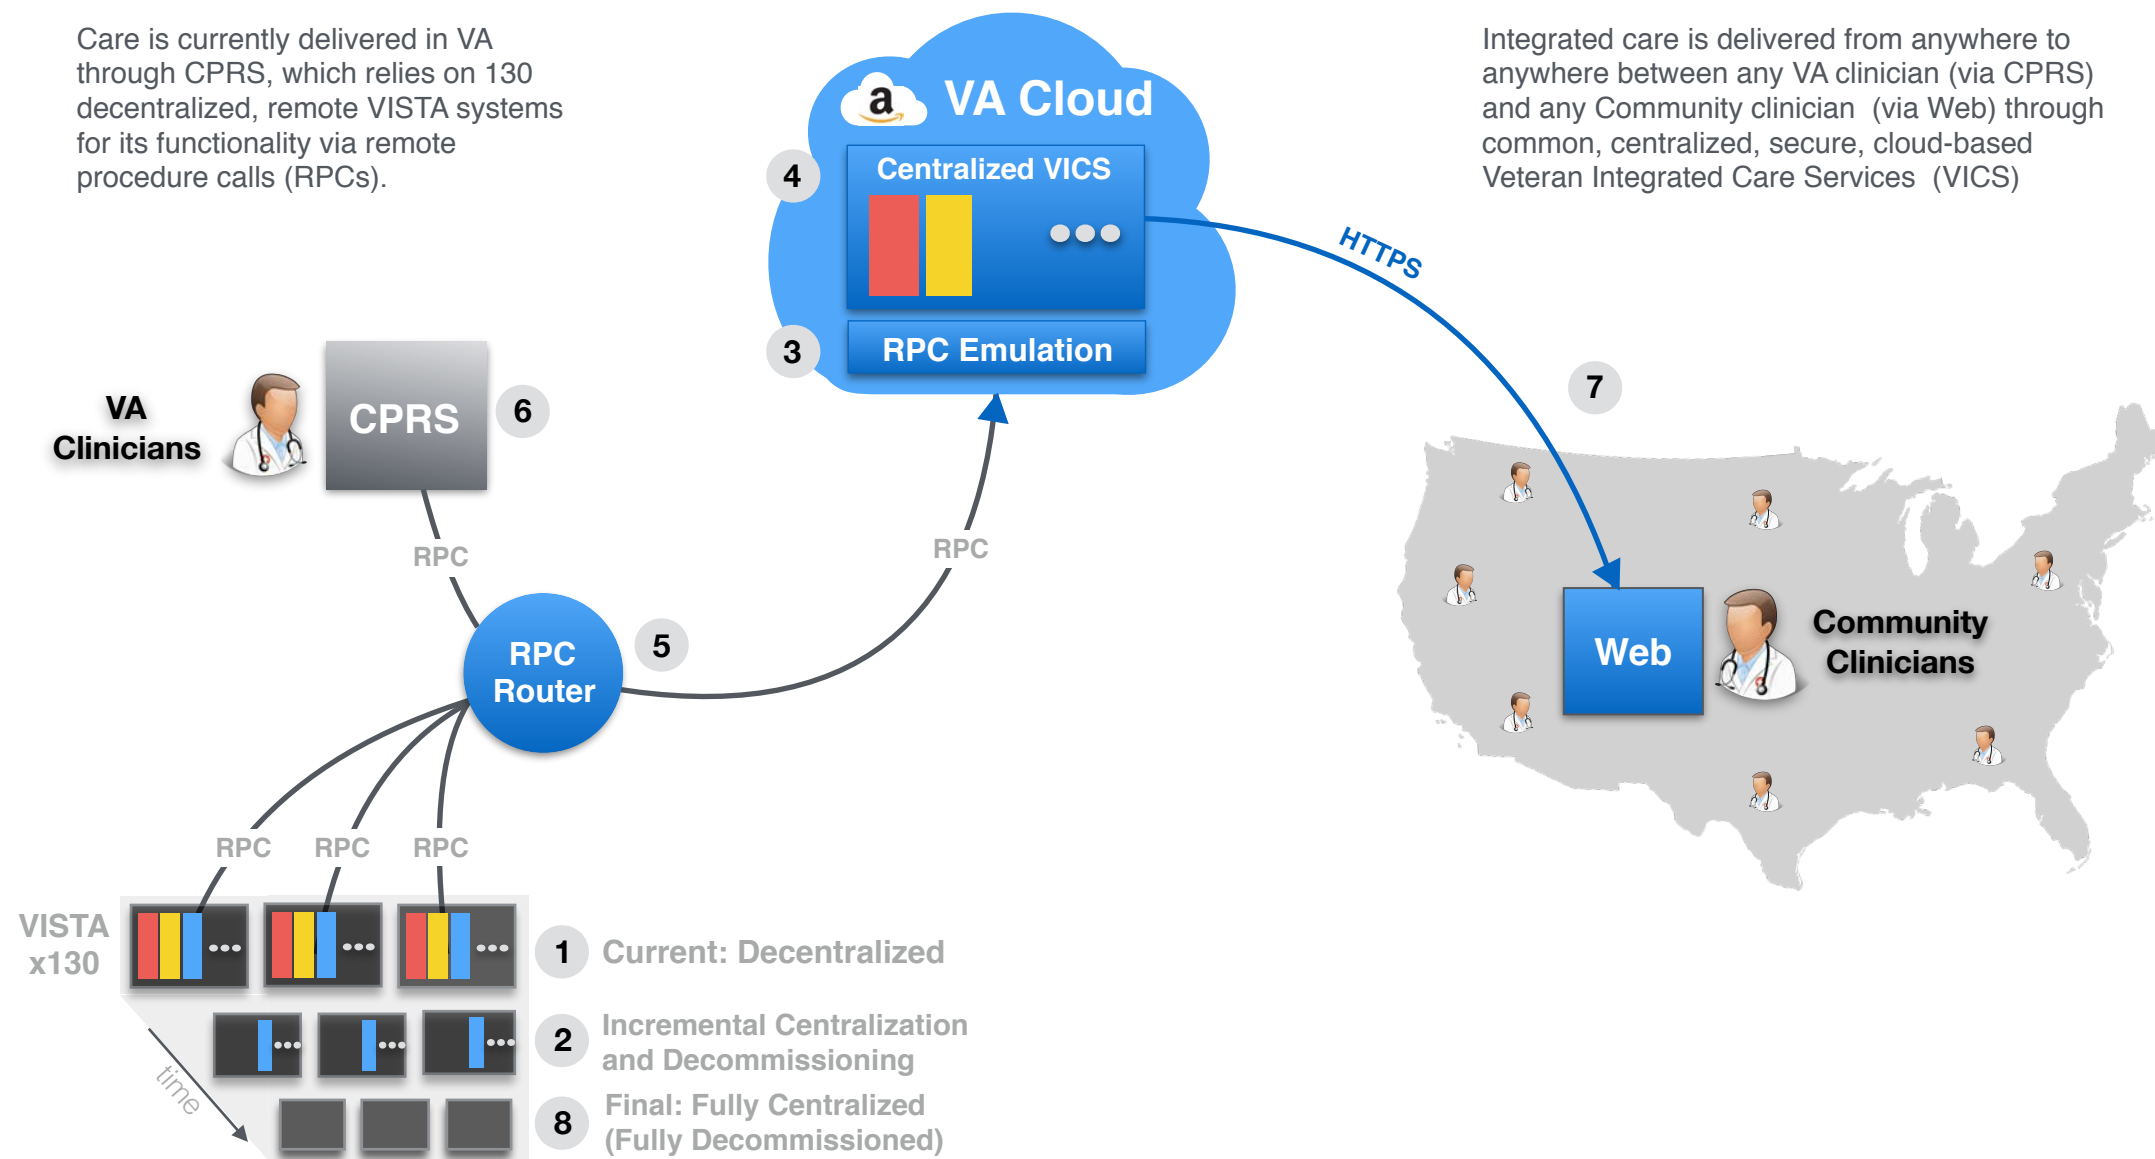 Care is currently delivered in VA
through CPRS, which relies on 130
decentralized, remote VISTA systems
for its functionality via remote
procedure calls (RPCs).
a
VA Cloud
4
Centralized VICS
3
RPC Emulation
Integrated care is delivered from anywhere to
anywhere between any VA clinician (via CPRS)
and any Community clinician (via Web) through
common, centralized, secure, cloud-based
Veteran Integrated Care Services (VICS)
HTTPS
7
VA
Clinicians
CPRS
6
RPC
RPC
RPC
Router
5
Web
Community
Clinicians
RPC
RPC
RPC
VISTA
x130
1
Current: Decentralized
2
Incremental Centralization
and Decommissioning
time
8
Final: Fully Centralized
(Fully Decommissioned)